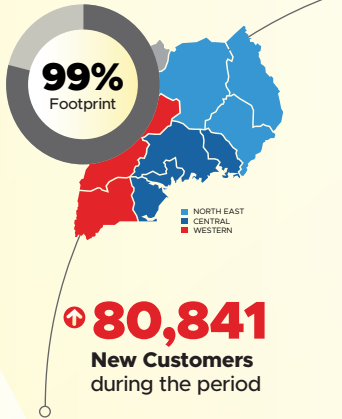 99%
Footprint
NORTH EAST
CENTRAL
WESTERN
80,841
New Customers
during the period